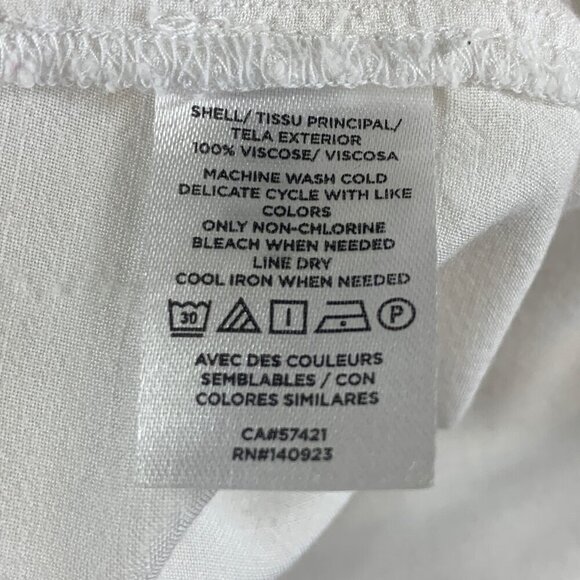 SHELL/ TISSU PRINCIPAL/
TELA EXTERIOR
100% VISCOSE/ VISCOSA
MACHINE WASH COLD
DELICATE CYCLE WITH LIKE
COLORS
ONLY NON-CHLORINE
BLEACH WHEN NEEDED
LINE DRY
COOL IRON WHEN NEEDED
30 P
AVEC DES COULEURS
SEMBLABLES / CON
COLORES SIMILARES
CA#57421
RN#140923